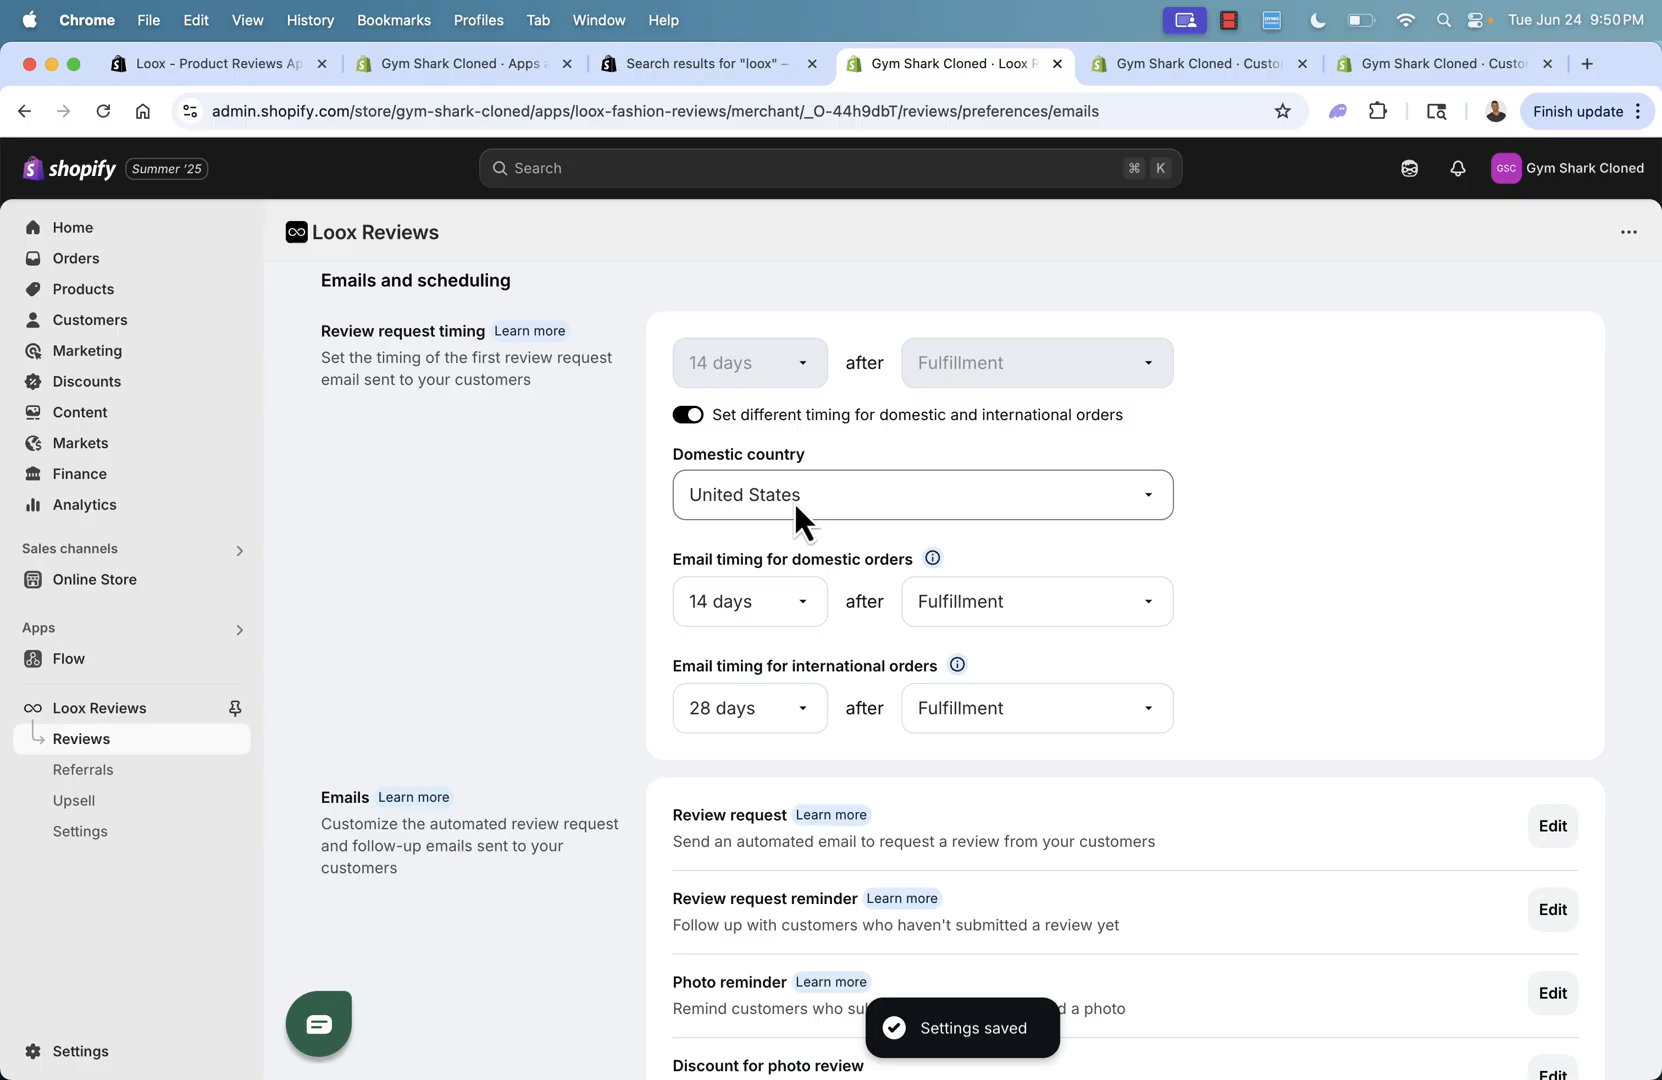 Chrome File Edit View History Bookmarks Profiles Tab Window Help Tue Jun 24 9:50 PM
Loox - Product Reviews Ap
Gym Shark Cloned · Apps a
Search results for "loox" –
Gym Shark Cloned · Loox R
Gym Shark Cloned · Custo
Gym Shark Cloned · Custo
admin.shopify.com/store/gym-shark-cloned/apps/loox-fashion-reviews/merchant/_O-44h9dbT/reviews/preferences/emails
Finish update
shopify Summer '25
Search ⌘ K
GSC Gym Shark Cloned
Home
Orders
Products
Customers
Marketing
Discounts
Content
Markets
Finance
Analytics
Sales channels
Online Store
Apps
Flow
Loox Reviews
Reviews
Referrals
Upsell
Settings
Settings
Loox Reviews
Emails and scheduling
Review request timing Learn more
Set the timing of the first review request
email sent to your customers
14 days after Fulfillment
Set different timing for domestic and international orders
Domestic country
United States
Email timing for domestic orders
14 days after Fulfillment
Email timing for international orders
28 days after Fulfillment
Emails Learn more
Customize the automated review request
and follow-up emails sent to your
customers
Review request Learn more
Send an automated email to request a review from your customers
Edit
Review request reminder Learn more
Follow up with customers who haven't submitted a review yet
Edit
Photo reminder Learn more
Remind customers who su
d a photo
Edit
Settings saved
Discount for photo review
Edit